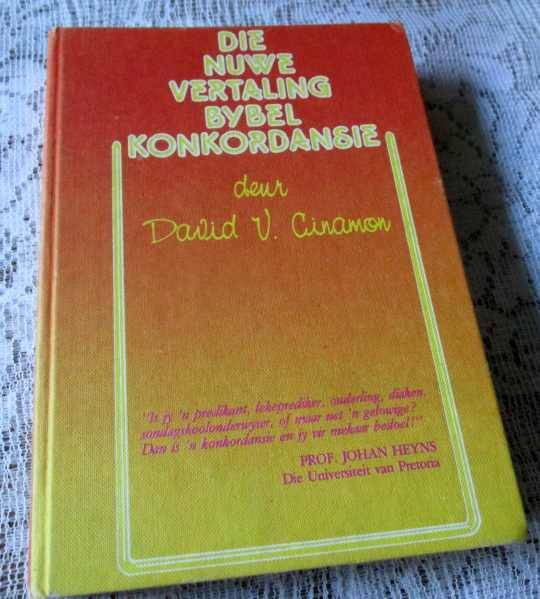 DIE
NUWE
VERTALING
BYBEL
KONKORDANSIE
deur
David V. Cinamon
"Is jy 'n predikant, lekeprediker, ouderling, diaken,
sondagskoolonderwyser, of maar net 'n gelowige?
Dan is 'n konkordansie en jy vir mekaar bedoel!"
PROF. JOHAN HEYNS
Die Universiteit van Pretoria